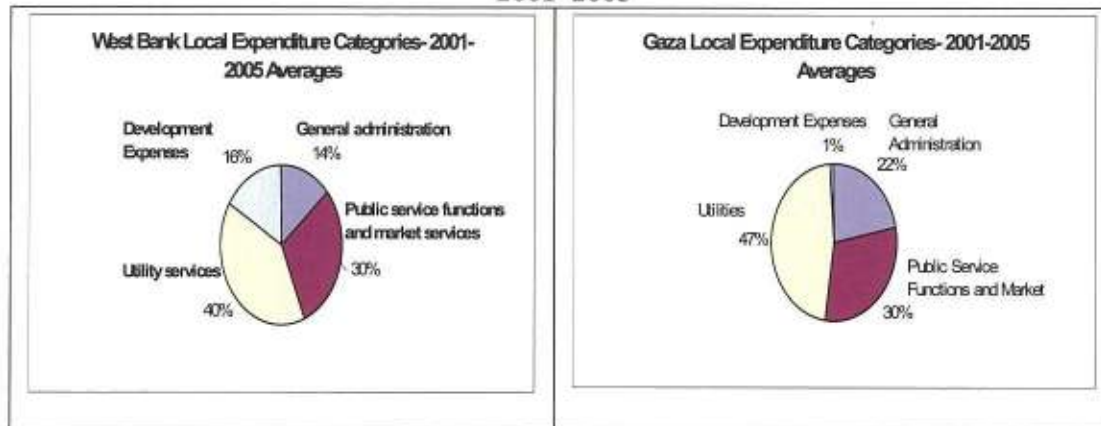 West Bank Local Expenditure Categories- 2001-
2005 Averages
Development
Expenses
16%
General administration
14%
Public service functions
and market services
30%
Utility services
40%
Gaza Local Expenditure Categories- 2001-2005
Averages
Development Expenses
1%
General
Administration
22%
Utilities
47%
Public Service
Functions and Market
30%